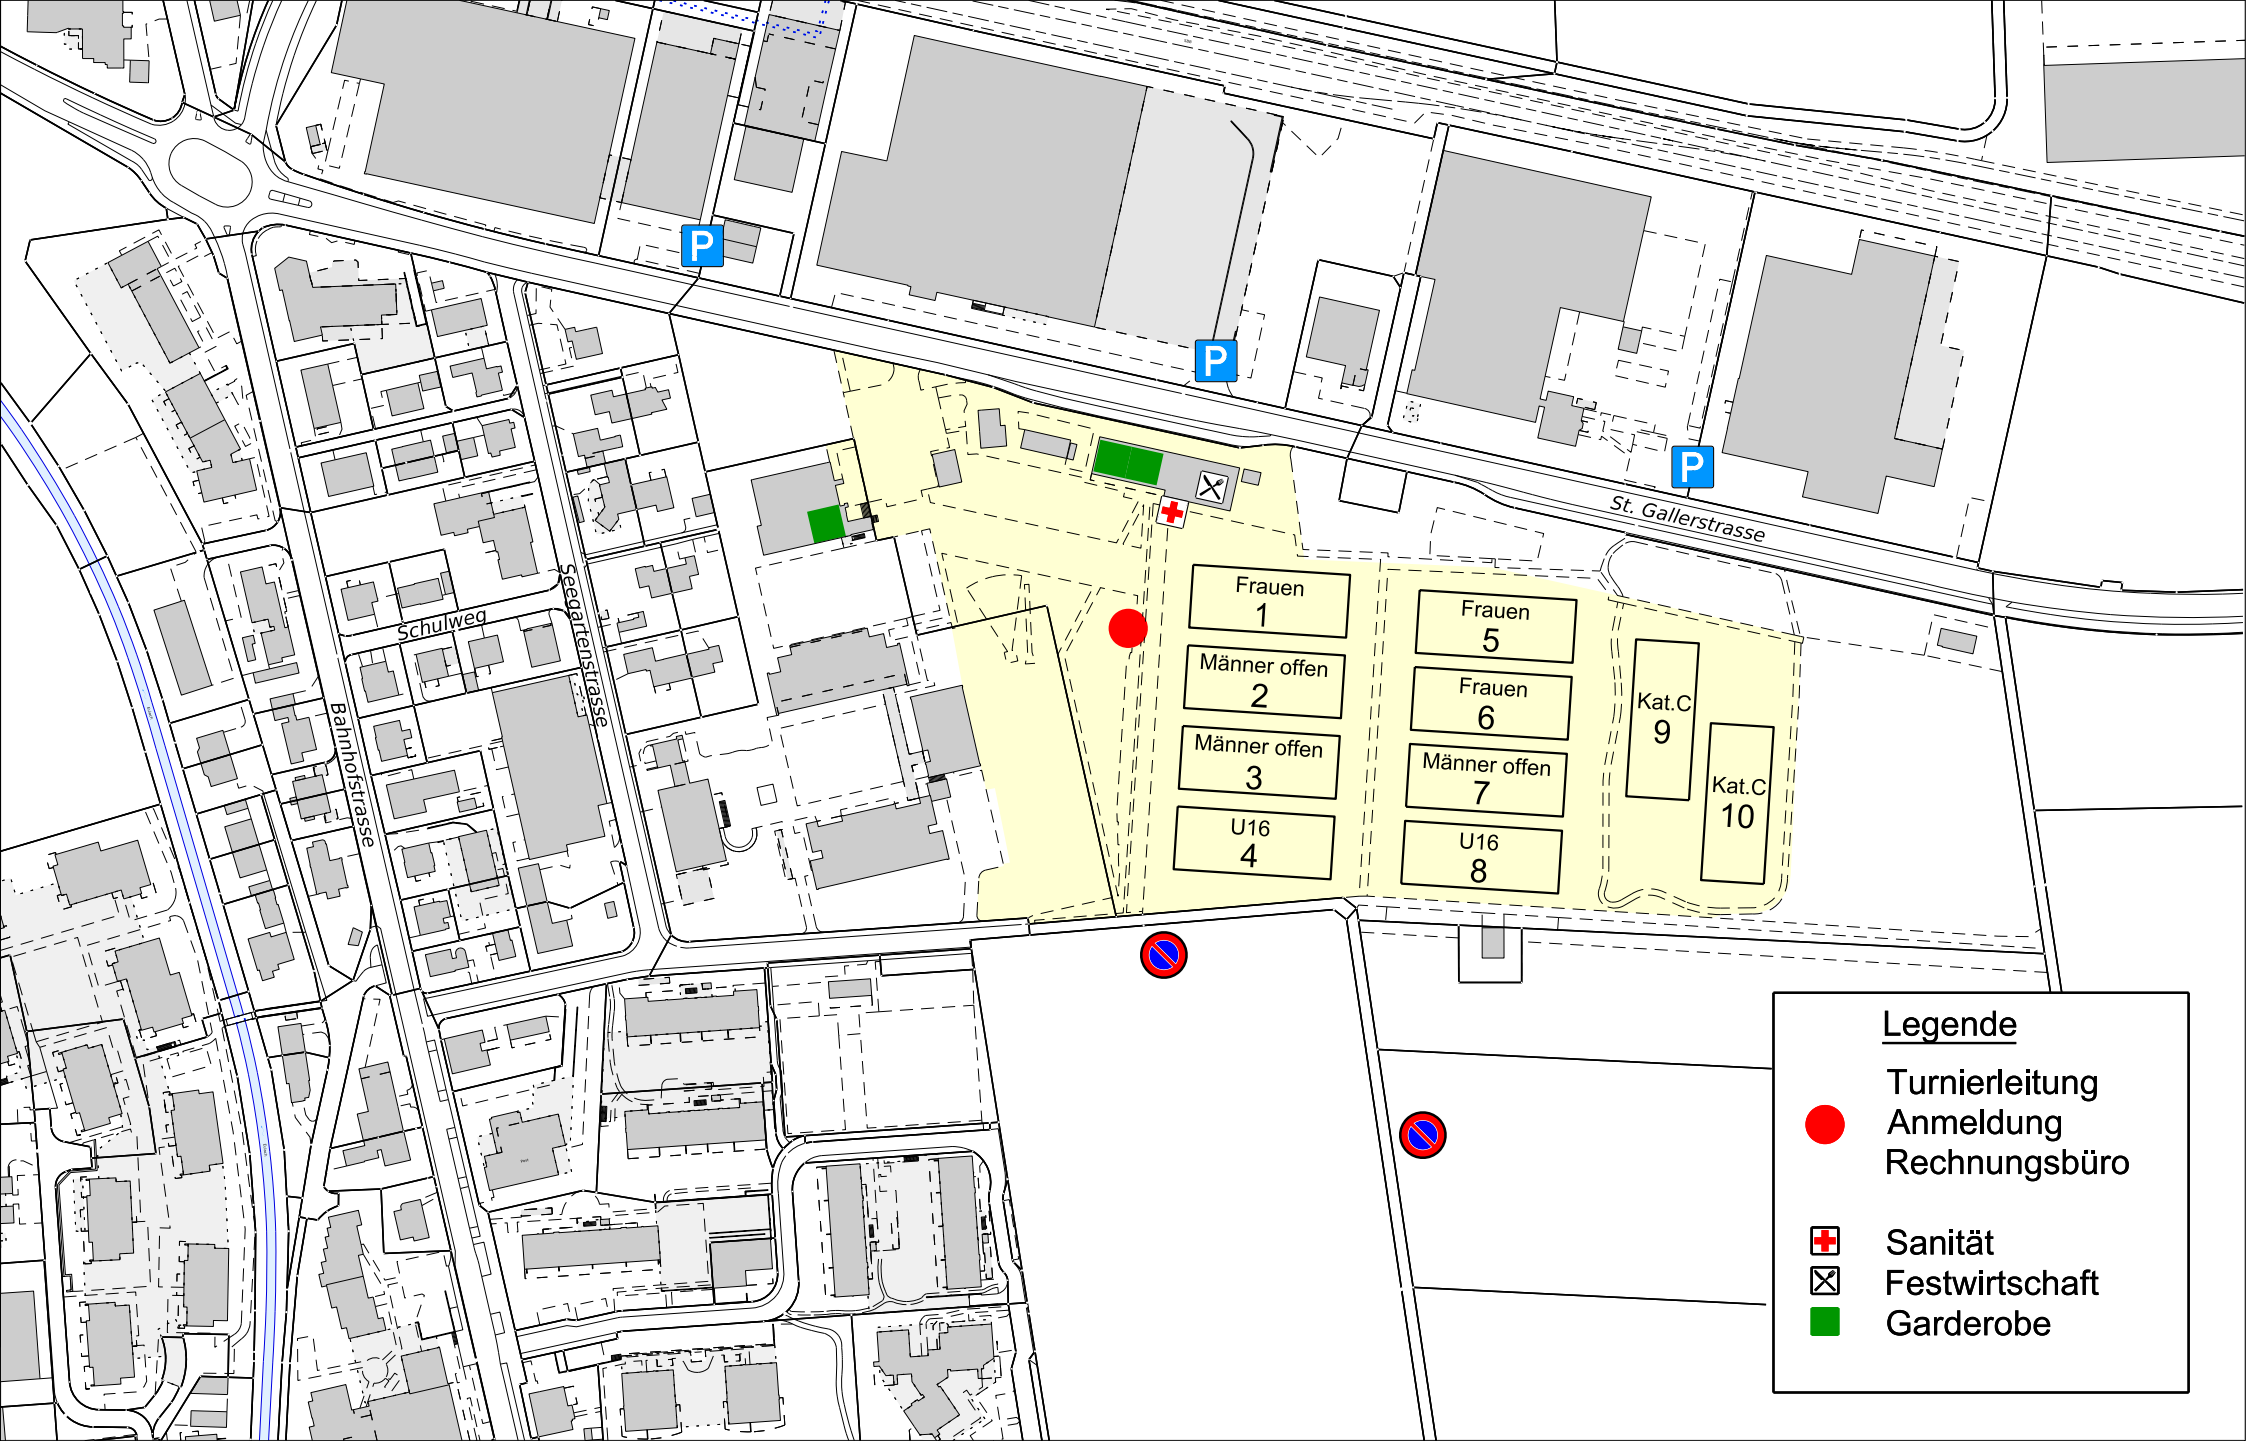 P
P
P
St. Gallerstrasse
Seegartenstrasse
Schulweg
Bahnhofstrasse
Frauen
1
Männer offen
2
Männer offen
3
U16
4
Frauen
5
Frauen
6
Männer offen
7
U16
8
Kat.C
9
Kat.C
10
Legende
Turnierleitung
Anmeldung
Rechnungsbüro
Sanität
Festwirtschaft
Garderobe